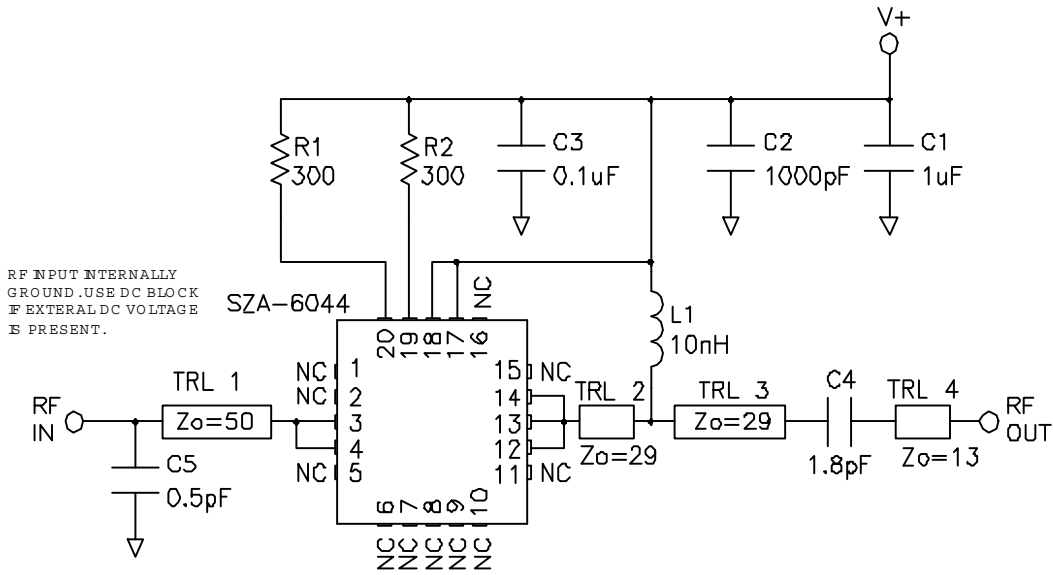 V+
R1
300
R2
300
C3
0.1uF
C2
1000pF
C1
1uF
RF INPUT INTERNALLY
GROUND. USE DC BLOCK
IF EXTERAL DC VOLTAGE
IS PRESENT.
SZA-6044
NC
20
19
18
17
16
L1
10nH
NC 1
NC 2
3
4
NC 5
15 NC
14
13
12
11 NC
6
7
8
9
10
NC
NC
NC
NC
NC
RF
IN
TRL 1
Zo=50
C5
0.5pF
TRL 2
Zo=29
TRL 3
Zo=29
C4
1.8pF
TRL 4
Zo=13
RF
OUT